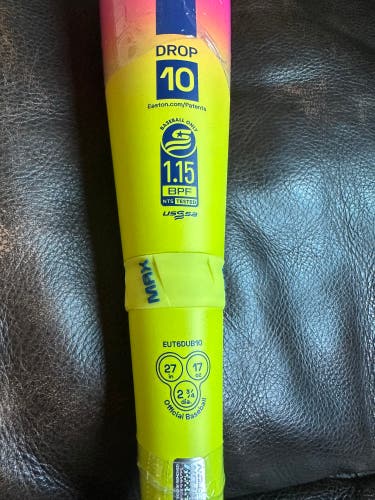 DROP
10
Easton.com/Patents
BASEBALL ONLY
1.15
BPF
NTS TESTED
USSSA
MAX
EUT6DUB10
27 in
17 oz
2 3/4 dia
Official Baseball